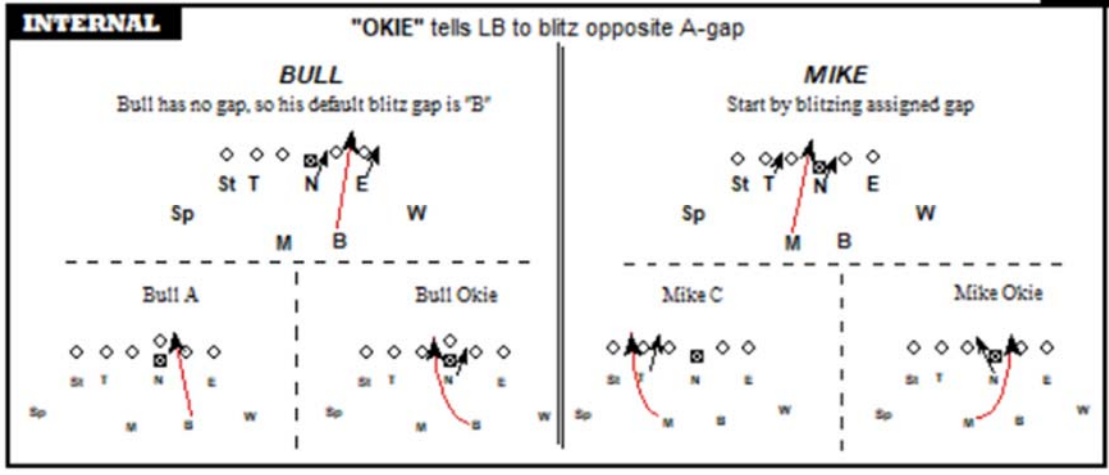 INTERNAL
"OKIE" tells LB to blitz opposite A-gap
BULL
Bull has no gap, so his default blitz gap is "B"
St T N E
Sp W
M B
Bull A
St T N E
Sp W
M B
Bull Okie
St T N E
Sp W
M B
MIKE
Start by blitzing assigned gap
St T N E
Sp W
M B
Mike C
St T N E
Sp W
M B
Mike Okie
St T N E
Sp W
M B